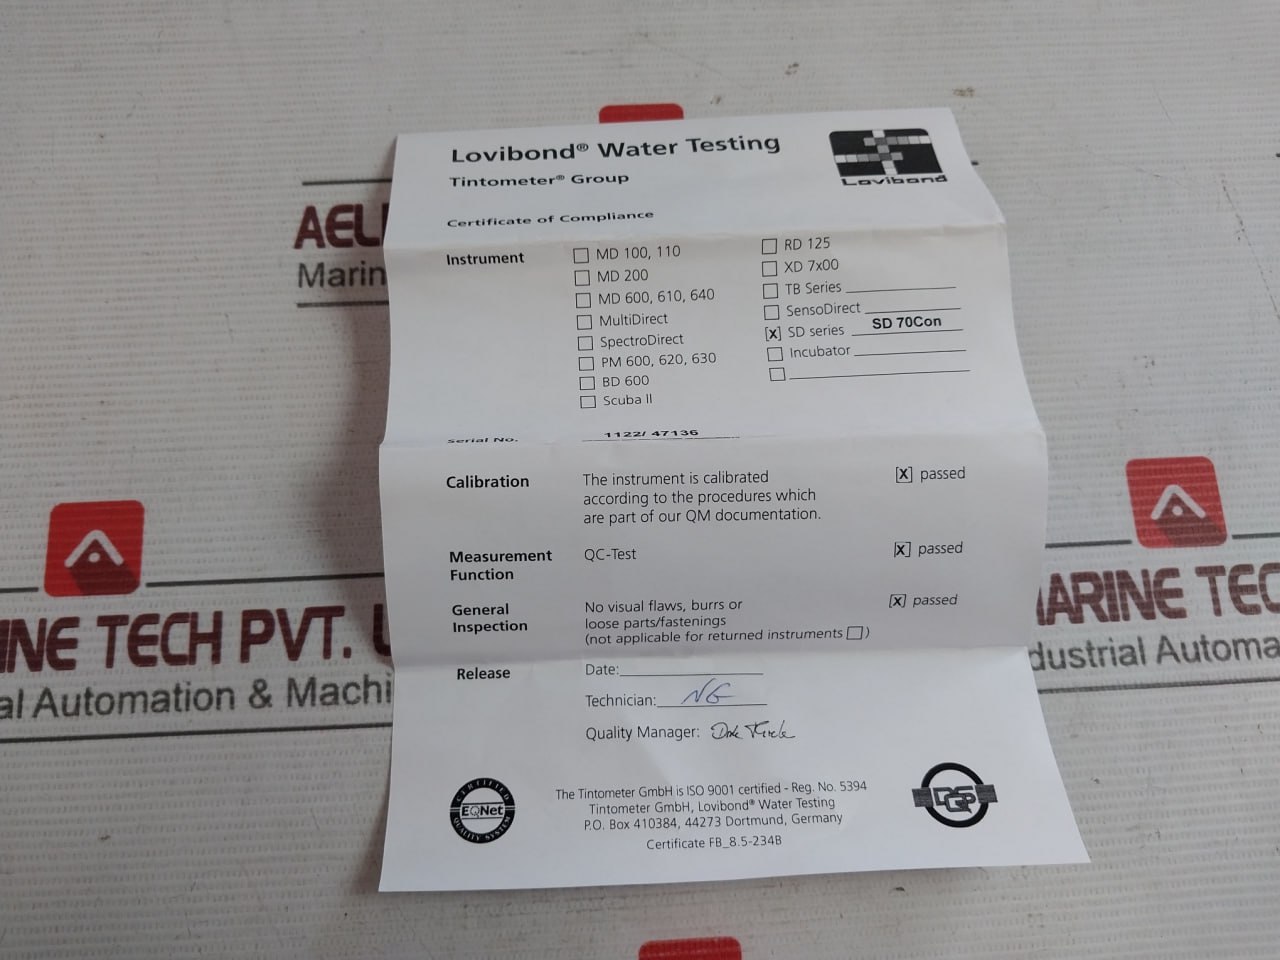 Lovibond® Water Testing
Tintometer® Group
Lovibond
Certificate of Compliance
Instrument
MD 100, 110
MD 200
MD 600, 610, 640
MultiDirect
SpectroDirect
PM 600, 620, 630
BD 600
Scuba II
RD 125
XD 7x00
TB Series
SensoDirect
[X] SD series SD 70Con
Incubator
Serial No. 1122/ 47136
Calibration
The instrument is calibrated
according to the procedures which
are part of our QM documentation.
[X] passed
Measurement
Function
QC-Test
[X] passed
General
Inspection
No visual flaws, burrs or
loose parts/fastenings
(not applicable for returned instruments )
[X] passed
Release
Date:
Technician: NG
Quality Manager:
CERTIFIED
EQNet
QUALITY SYSTEM
The Tintometer GmbH is ISO 9001 certified - Reg. No. 5394
Tintometer GmbH, Lovibond® Water Testing
P.O. Box 410384, 44273 Dortmund, Germany
Certificate FB_8.5-234B
DQS
AEL
Marin
INE TECH PVT.
al Automation & Machi
MARINE TEC
dustrial Automa